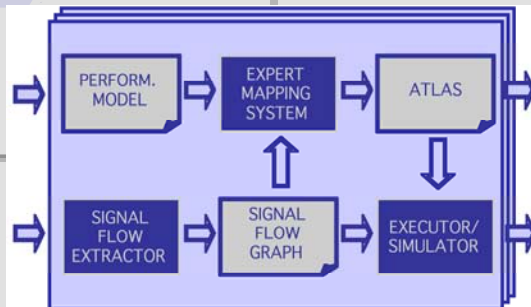 PERFORM.
MODEL
EXPERT
MAPPING
SYSTEM
ATLAS
SIGNAL
FLOW
EXTRACTOR
SIGNAL
FLOW
GRAPH
EXECUTOR/
SIMULATOR